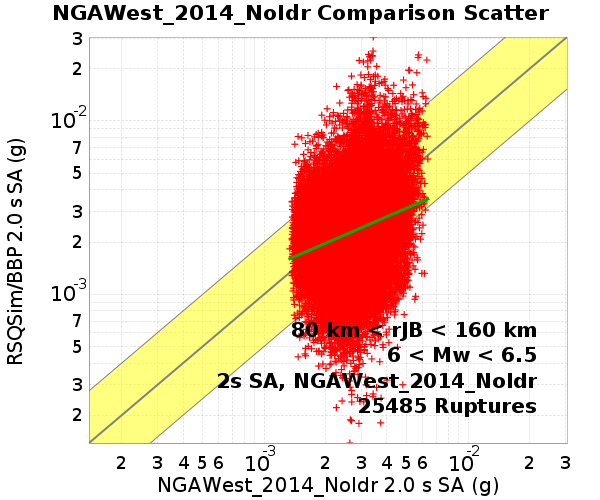 NGAWest_2014_NoIdr Comparison Scatter
RSQSim/BBP 2.0 s SA (g)
3
2
10-2
7
5
3
2
10-3
7
5
3
2
80 km < rJB < 160 km
6 < Mw < 6.5
2s SA, NGAWest_2014_NoIdr
25485 Ruptures
2 3 4 5 6 10-3 2 3 4 5 6 10-2 2 3
NGAWest_2014_NoIdr 2.0 s SA (g)